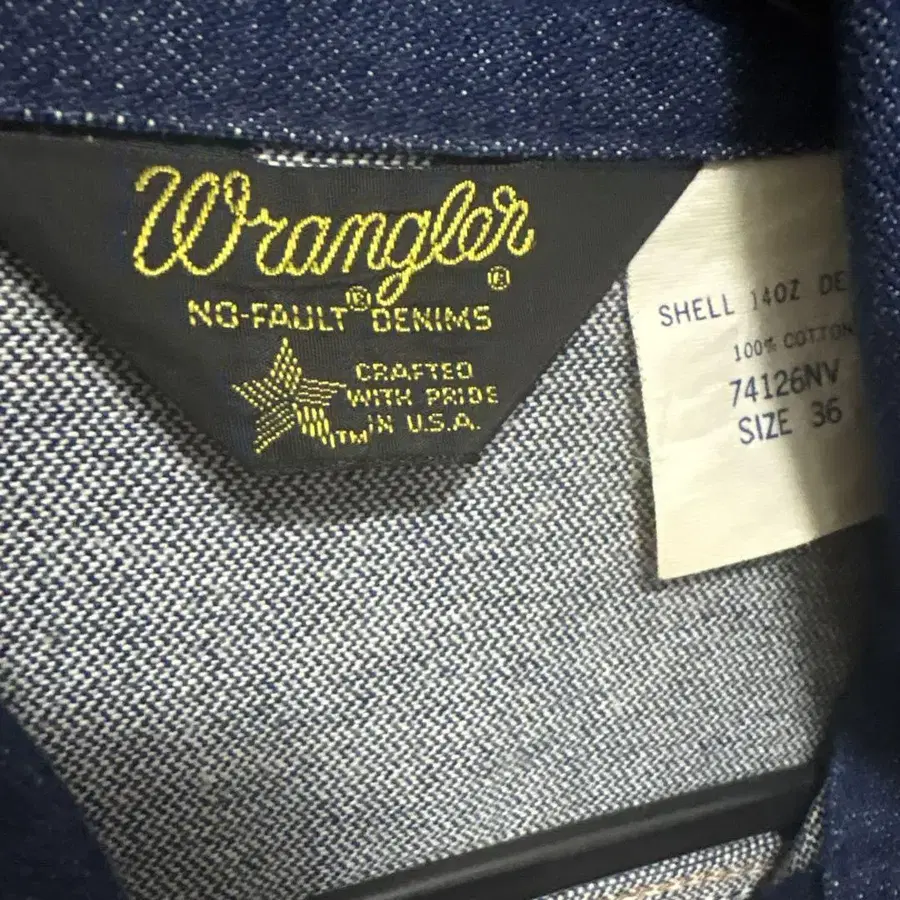 Wrangler®
NO-FAULT® DENIMS
CRAFTED
WITH PRIDE
IN U.S.A.
TM
SHELL 14OZ DE
100% COTTON
74126NV
SIZE 36